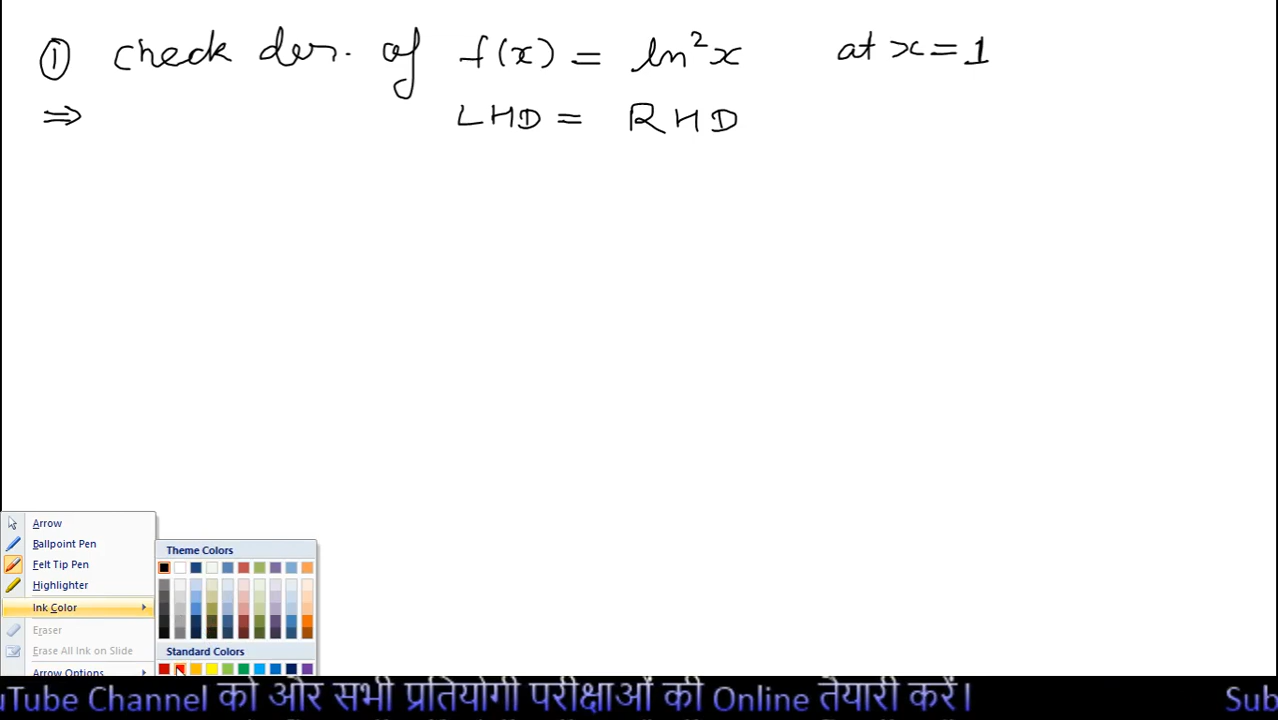 ① check der. of f(x) = ln²x at x=1
⇒ LHD = RHD
Arrow
Ballpoint Pen
Felt Tip Pen
Highlighter
Ink Color
Eraser
Erase All Ink on Slide
Arrow Options
Theme Colors
Standard Colors
uTube Channel को और सभी प्रतियोगी परीक्षाओं की Online तैयारी करें। Sub